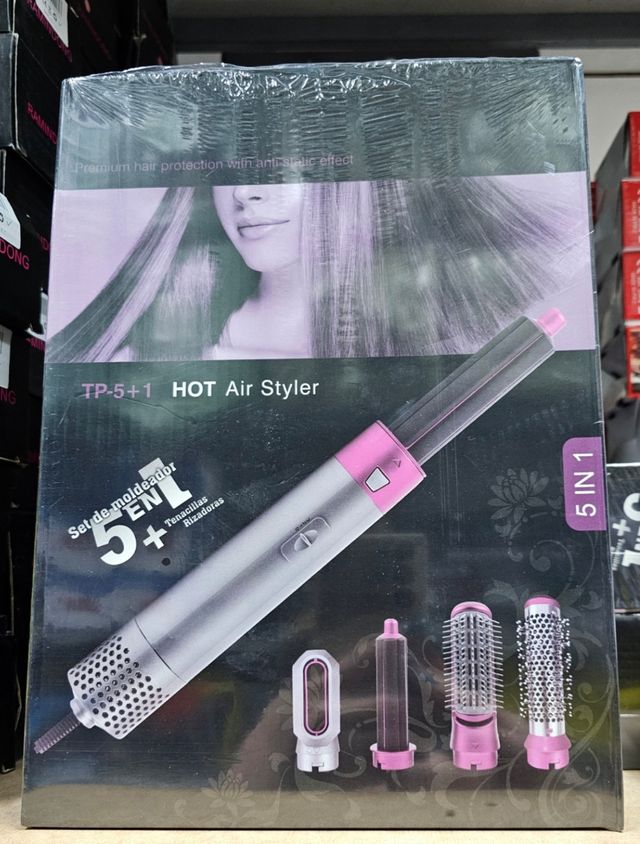 Premium hair protection with anti static effect
TP-5+1 HOT Air Styler
Set de moldeador
5 EN 1
+ Tenacillas
Rizadoras
5 IN 1
RAMINDONG